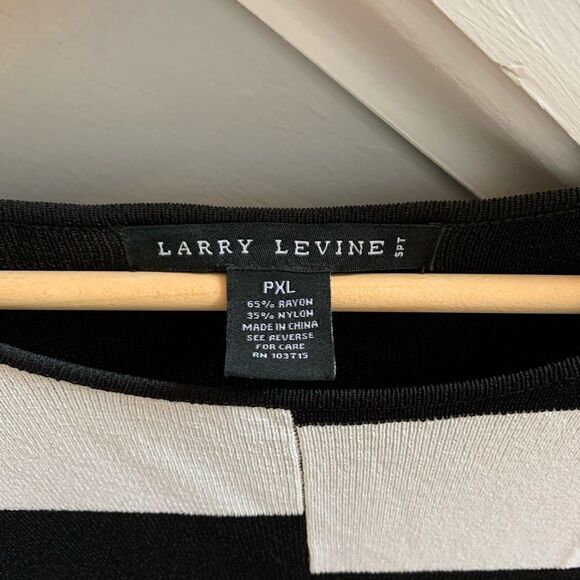 LARRY LEVINE SPT
PXL
65% RAYON
35% NYLON
MADE IN CHINA
SEE REVERSE
FOR CARE
RN 103715